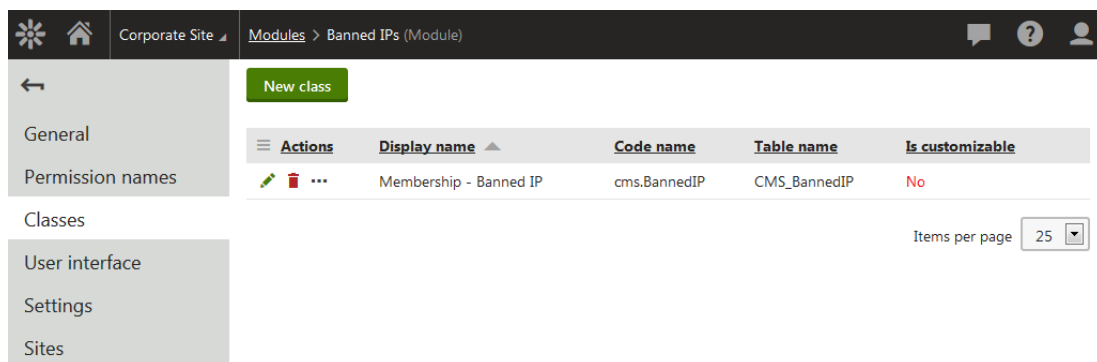 Corporate Site Modules > Banned IPs (Module)
New class
General
Permission names
Classes
User interface
Settings
Sites
Actions Display name Code name Table name Is customizable
Membership - Banned IP cms.BannedIP CMS_BannedIP No
Items per page 25